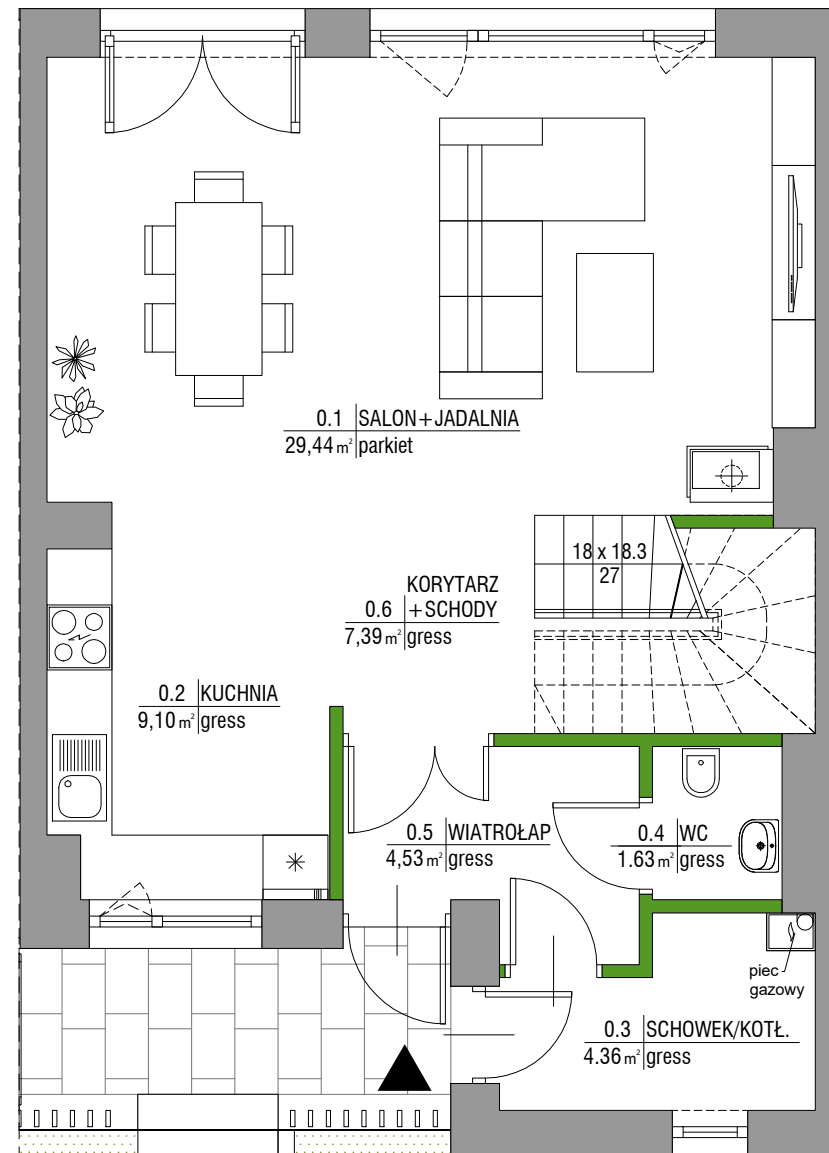 0.1 SALON+JADALNIA
29,44 m² parkiet
18 x 18.3
27
KORYTARZ
0.6 +SCHODY
7,39 m² gress
0.2 KUCHNIA
9,10 m² gress
0.5 WIATROŁAP
4,53 m² gress
0.4 WC
1.63 m² gress
piec
gazowy
0.3 SCHOWEK/KOTŁ.
4.36 m² gress